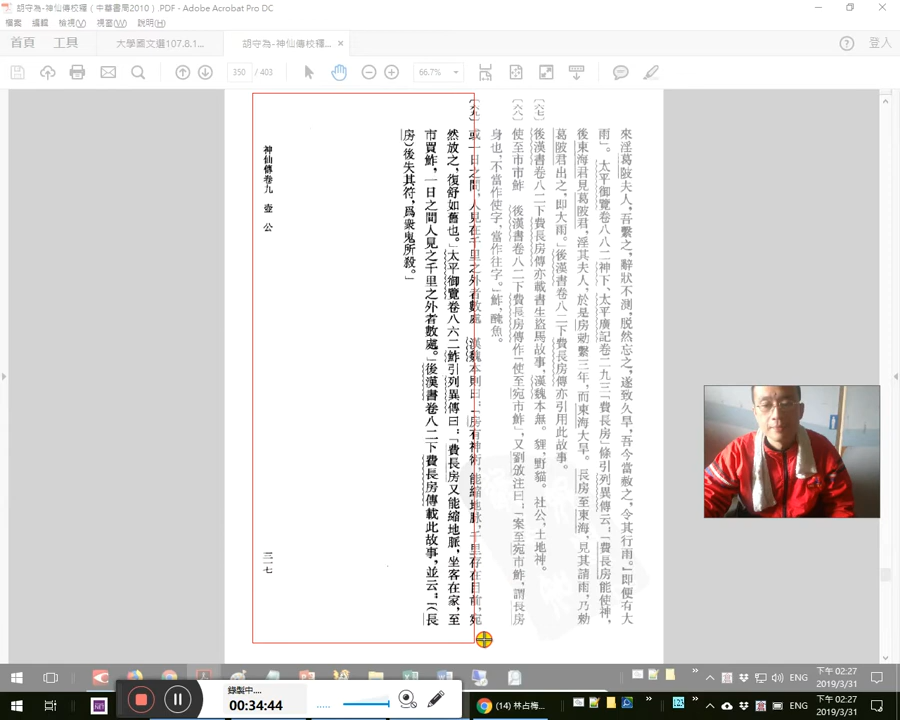 胡守為-神仙傳校釋（中華書局2010）.PDF - Adobe Acrobat Pro DC
檔案 編輯 檢視(V) 視窗(W) 說明(H)
首頁 工具 大學國文選107.8.1... 胡守為-神仙傳校釋... × 登入
350 / 403 66.7%
來淫葛陂夫人，吾繫之，辭狀不測，脫然忘之，遂致久旱，吾今當赦之，令其行雨。』即便有大
雨」。太平御覽卷八八二神下、太平廣記卷二九三「費長房」條引列異傳云：「費長房能使神，
後東海君見葛陂君，淫其夫人，於是房劾繫三年，而東海大旱。長房至東海，見其請雨，乃勑
葛陂君出之，即大雨。」後漢書卷八二下費長房傳亦引用此故事。
〔六七〕
後漢書卷八二下費長房傳亦載書生盜馬故事，漢魏本無。貍，野貓。社公，土地神。
〔六八〕
使至市市鮓 後漢書卷八二下費長房傳作「使至宛市鮓」，又劉攽注曰：「案至宛市鮓，謂長房
身也，不當作使字，當作往字。」鮓，醃魚。
〔六九〕
或一日之間，人見在千里之外者數處 漢魏本則曰：「房有神術，能縮地脈，千里存在目前，宛
然放之，復舒如舊也。」太平御覽卷八六二鮓引列異傳曰：「費長房又能縮地脈，坐客在家，至
市買鮓，一日之間人見之千里之外者數處。」後漢書卷八二下費長房傳載此故事，並云：「（長
房）後失其符，爲衆鬼所殺。」
神仙傳卷九 壺 公
三一七
錄製中....
00:34:44
ENG
下午 02:27
2019/3/31
(14) 林占梅...
ENG
下午 02:27
2019/3/31